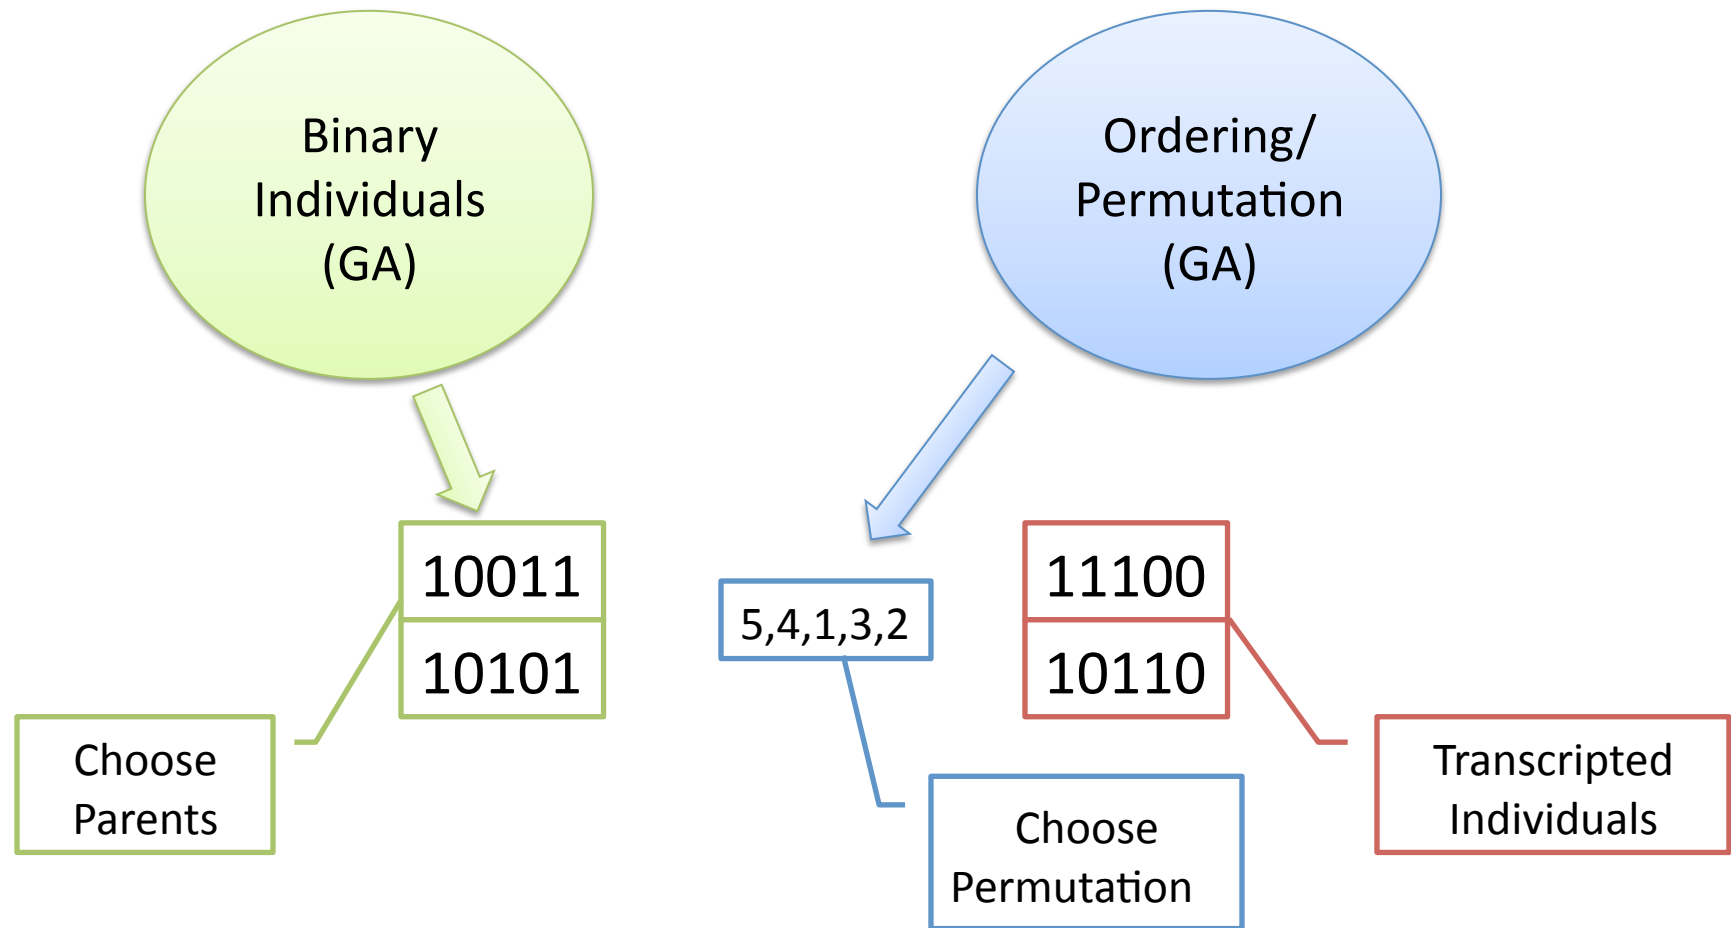 Binary
Individuals
(GA)
Ordering/
Permutation
(GA)
10011
10101
5,4,1,3,2
11100
10110
Choose
Parents
Choose
Permutation
Transcripted
Individuals